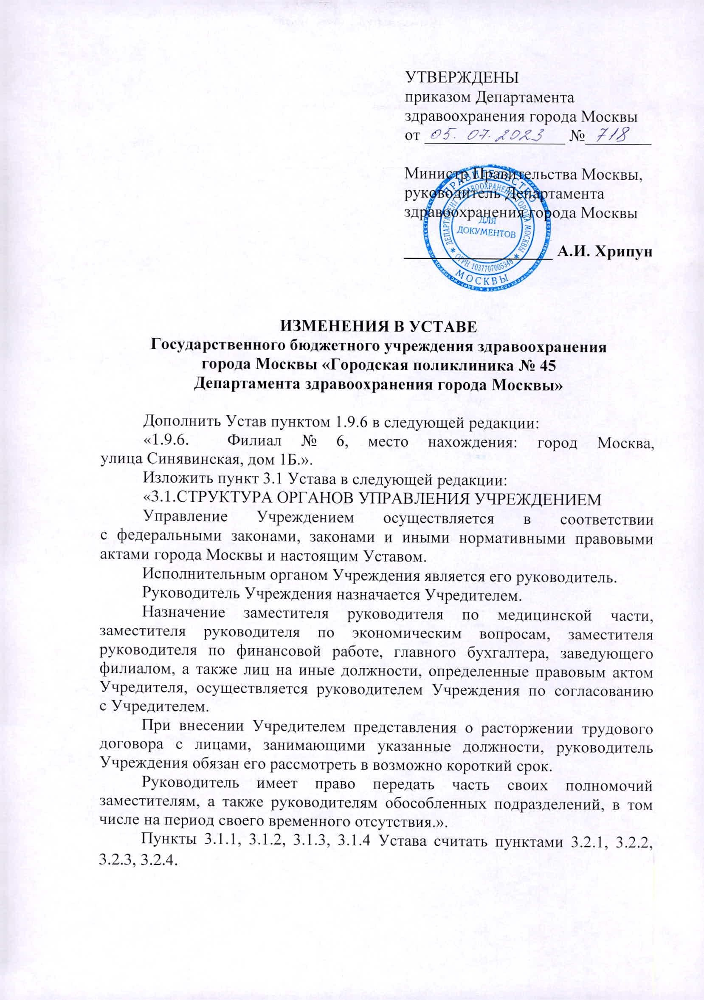 УТВЕРЖДЕНЫ
приказом Департамента
здравоохранения города Москвы
от 05. 07. 2023 № 718
Министр Правительства Москвы,
руководитель Департамента
здравоохранения города Москвы
ПРАВИТЕЛЬСТВО МОСКВЫ
ДЕПАРТАМЕНТ ЗДРАВООХРАНЕНИЯ ГОРОДА МОСКВЫ
* ОГРН 1037707005346 *
ДЛЯ
ДОКУМЕНТОВ
А.И. Хрипун
ИЗМЕНЕНИЯ В УСТАВЕ
Государственного бюджетного учреждения здравоохранения
города Москвы «Городская поликлиника № 45
Департамента здравоохранения города Москвы»
Дополнить Устав пунктом 1.9.6 в следующей редакции:
«1.9.6. Филиал № 6, место нахождения: город Москва,
улица Синявинская, дом 1Б.».
Изложить пункт 3.1 Устава в следующей редакции:
«3.1.СТРУКТУРА ОРГАНОВ УПРАВЛЕНИЯ УЧРЕЖДЕНИЕМ
Управление Учреждением осуществляется в соответствии
с федеральными законами, законами и иными нормативными правовыми
актами города Москвы и настоящим Уставом.
Исполнительным органом Учреждения является его руководитель.
Руководитель Учреждения назначается Учредителем.
Назначение заместителя руководителя по медицинской части,
заместителя руководителя по экономическим вопросам, заместителя
руководителя по финансовой работе, главного бухгалтера, заведующего
филиалом, а также лиц на иные должности, определенные правовым актом
Учредителя, осуществляется руководителем Учреждения по согласованию
с Учредителем.
При внесении Учредителем представления о расторжении трудового
договора с лицами, занимающими указанные должности, руководитель
Учреждения обязан его рассмотреть в возможно короткий срок.
Руководитель имеет право передать часть своих полномочий
заместителям, а также руководителям обособленных подразделений, в том
числе на период своего временного отсутствия.».
Пункты 3.1.1, 3.1.2, 3.1.3, 3.1.4 Устава считать пунктами 3.2.1, 3.2.2,
3.2.3, 3.2.4.